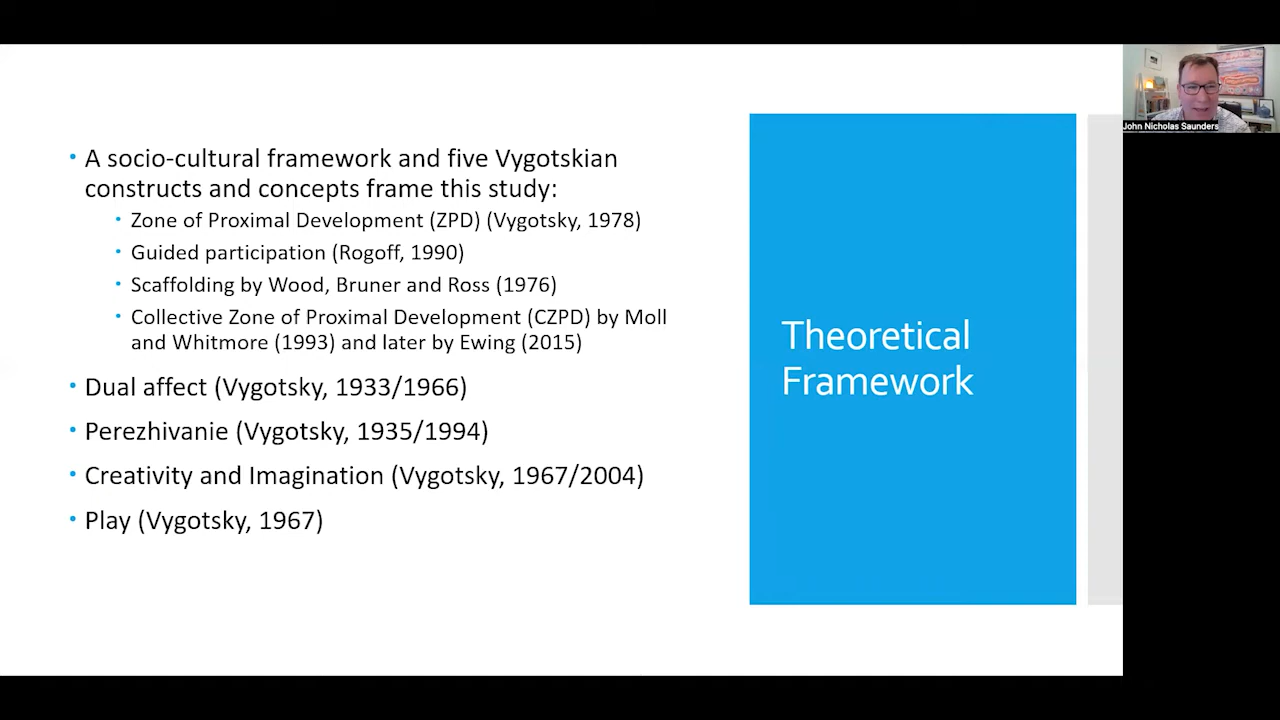 • A socio-cultural framework and five Vygotskian
constructs and concepts frame this study:
• Zone of Proximal Development (ZPD) (Vygotsky, 1978)
• Guided participation (Rogoff, 1990)
• Scaffolding by Wood, Bruner and Ross (1976)
• Collective Zone of Proximal Development (CZPD) by Moll
and Whitmore (1993) and later by Ewing (2015)
• Dual affect (Vygotsky, 1933/1966)
• Perezhivanie (Vygotsky, 1935/1994)
• Creativity and Imagination (Vygotsky, 1967/2004)
• Play (Vygotsky, 1967)
Theoretical
Framework
John Nicholas Saunders